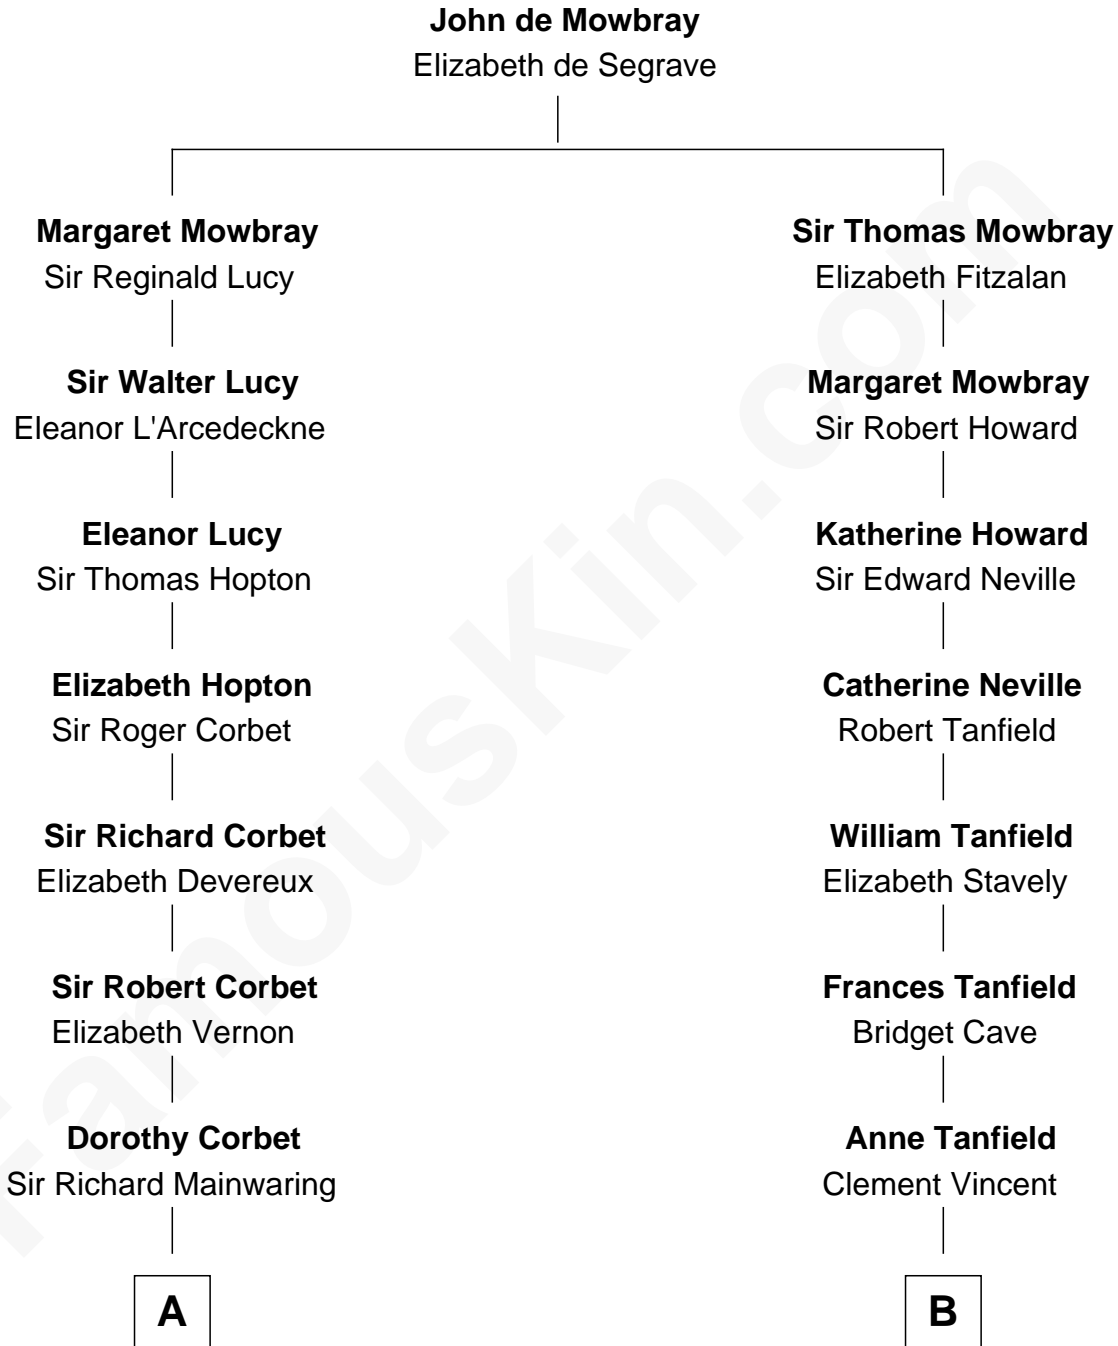 John de Mowbray
Elizabeth de Segrave
Margaret Mowbray
Sir Reginald Lucy
Sir Walter Lucy
Eleanor L'Arcedeckne
Eleanor Lucy
Sir Thomas Hopton
Elizabeth Hopton
Sir Roger Corbet
Sir Richard Corbet
Elizabeth Devereux
Sir Robert Corbet
Elizabeth Vernon
Dorothy Corbet
Sir Richard Mainwaring
A
Sir Thomas Mowbray
Elizabeth Fitzalan
Margaret Mowbray
Sir Robert Howard
Katherine Howard
Sir Edward Neville
Catherine Neville
Robert Tanfield
William Tanfield
Elizabeth Stavely
Frances Tanfield
Bridget Cave
Anne Tanfield
Clement Vincent
B
FamousKin.com